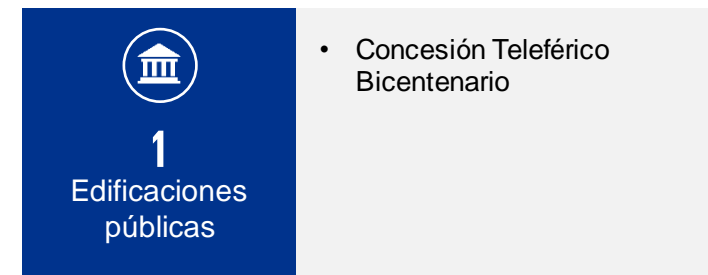 1
Edificaciones
públicas
• Concesión Teleférico
Bicentenario